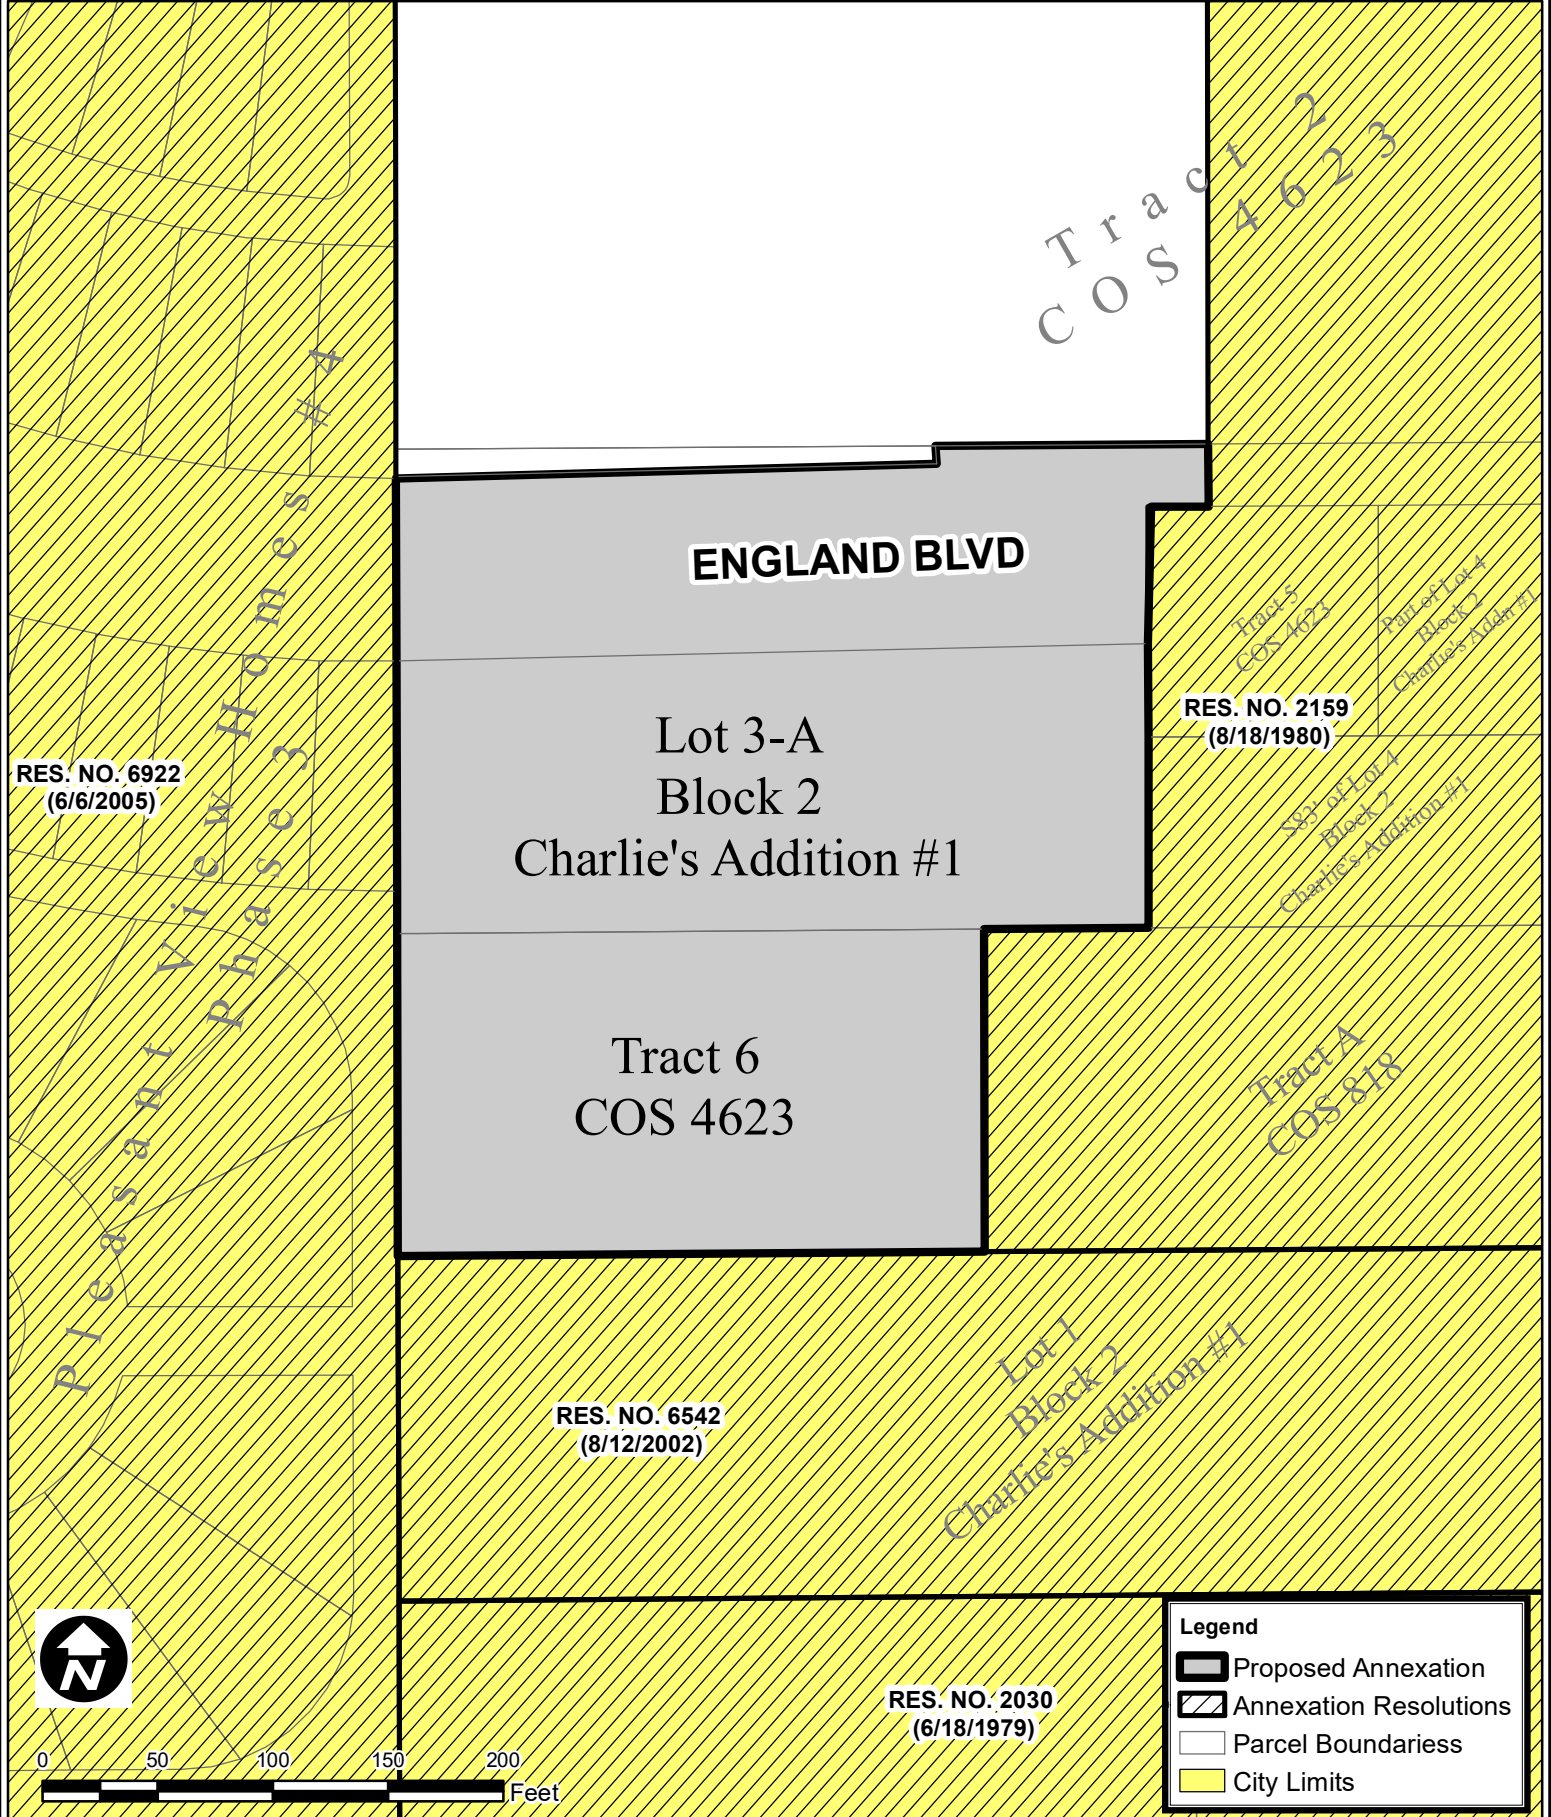 Tract 2
COS 4623
Pleasant View Homes #4
Phase 3
ENGLAND BLVD
Tract 5
COS 4623
Part of Lot 4
Block 2
Charlie's Addn #1
RES. NO. 2159
(8/18/1980)
Lot 3-A
Block 2
Charlie's Addition #1
RES. NO. 6922
(6/6/2005)
S83' of Lot 4
Block 2
Charlie's Addition #1
Tract 6
COS 4623
Tract A
COS 818
Lot 1
Block 2
Charlie's Addition #1
RES. NO. 6542
(8/12/2002)
RES. NO. 2030
(6/18/1979)
N
0 50 100 150 200
Feet
Legend
Proposed Annexation
Annexation Resolutions
Parcel Boundariess
City Limits